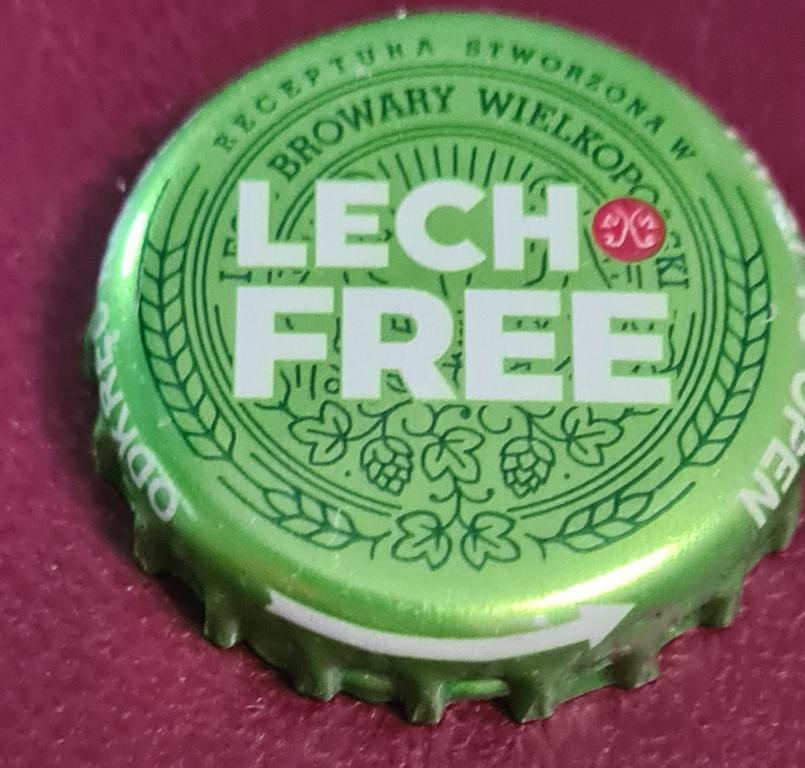 RECEPTURA STWORZONA W
BROWARY WIELKOPOLSKI
LECH
FREE
ODKRĘĆ
OPEN